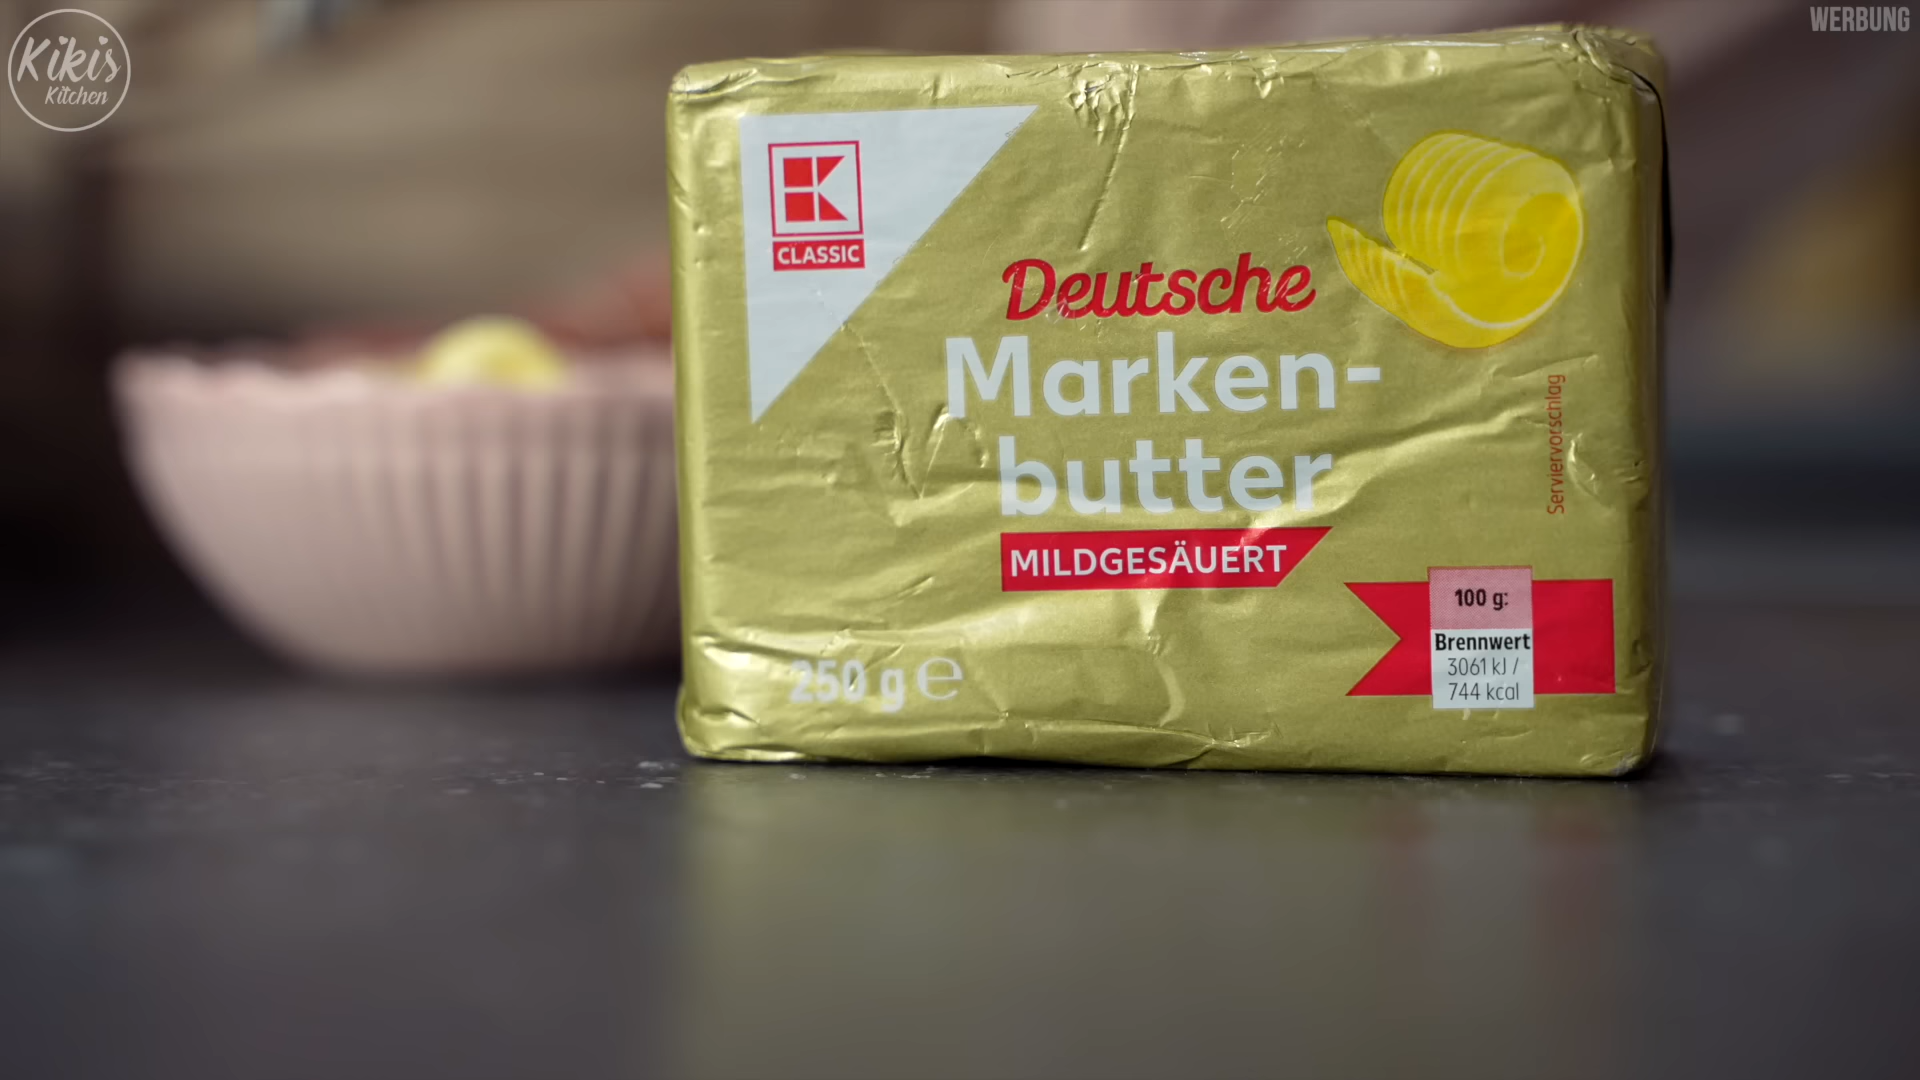 Kikis
Kitchen
WERBUNG
K
CLASSIC
Deutsche
Marken-
butter
MILDGESÄUERT
Serviervorschlag
100 g:
Brennwert
3061 kJ /
744 kcal
250 g e